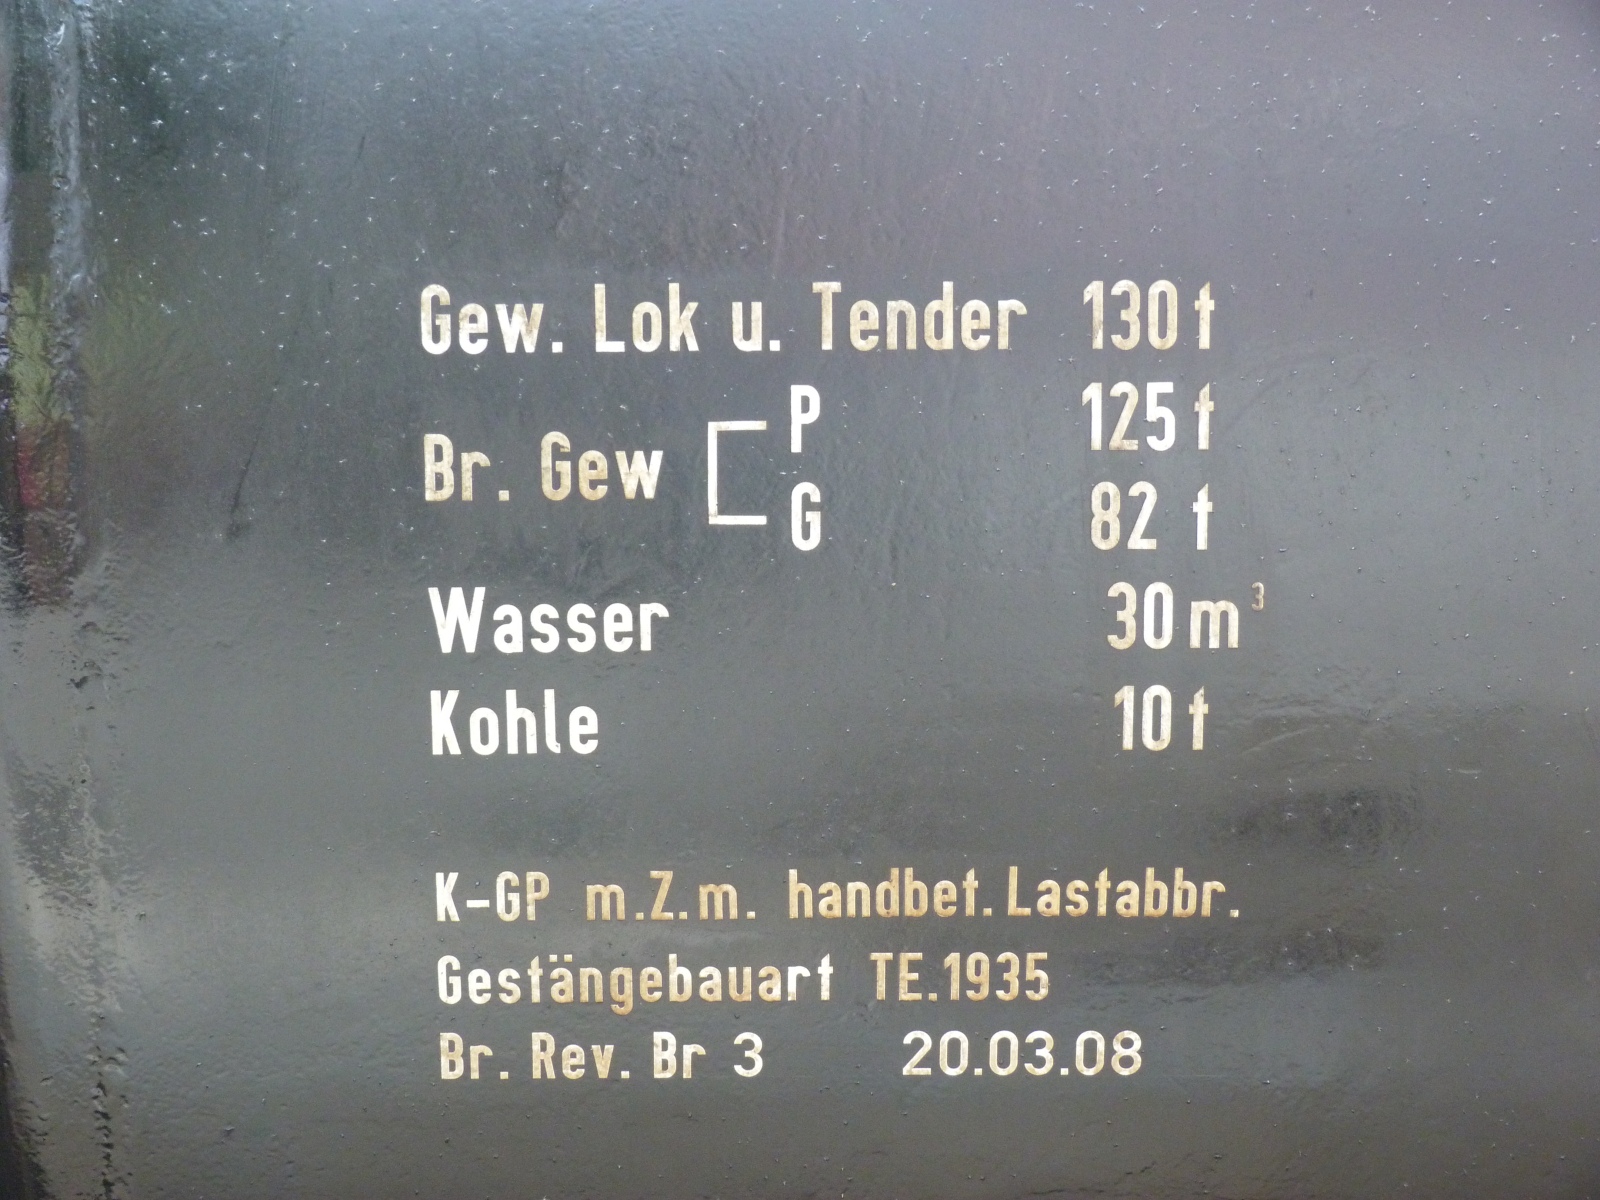 Gew. Lok u. Tender 130 t
P 125 t
Br. Gew
G 82 t
Wasser 30 m³
Kohle 10 t
K-GP m.Z.m. handbet. Lastabbr.
Gestängebauart TE.1935
Br. Rev. Br 3 20.03.08